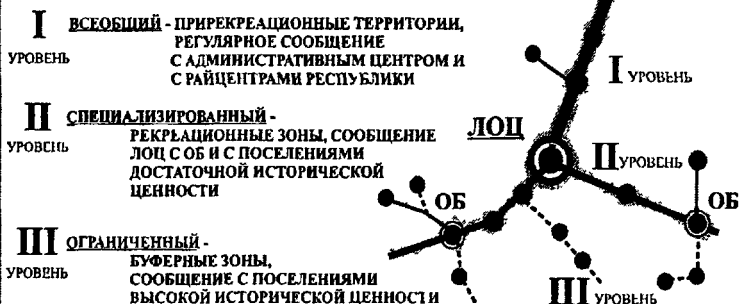 I ВСЕОБЩИЙ - ПРИРЕКРЕАЦИОННЫЕ ТЕРРИТОРИИ,
УРОВЕНЬ РЕГУЛЯРНОЕ СООБЩЕНИЕ
С АДМИНИСТРАТИВНЫМ ЦЕНТРОМ И
С РАЙЦЕНТРАМИ РЕСПУБЛИКИ
II СПЕЦИАЛИЗИРОВАННЫЙ -
УРОВЕНЬ РЕКРЕАЦИОННЫЕ ЗОНЫ, СООБЩЕНИЕ
ЛОЦ С ОБ И С ПОСЕЛЕНИЯМИ
ДОСТАТОЧНОЙ ИСТОРИЧЕСКОЙ
ЦЕННОСТИ
III ОГРАНИЧЕННЫЙ -
УРОВЕНЬ БУФЕРНЫЕ ЗОНЫ,
СООБЩЕНИЕ С ПОСЕЛЕНИЯМИ
ВЫСОКОЙ ИСТОРИЧЕСКОЙ ЦЕННОСТИ И
I УРОВЕНЬ
ЛОЦ
II УРОВЕНЬ
ОБ
ОБ
III УРОВЕНЬ